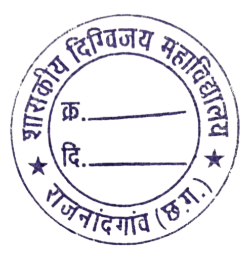 शासकीय दिग्विजय महाविद्यालय
क्र.
दि.
राजनांदगांव (छ.ग.)